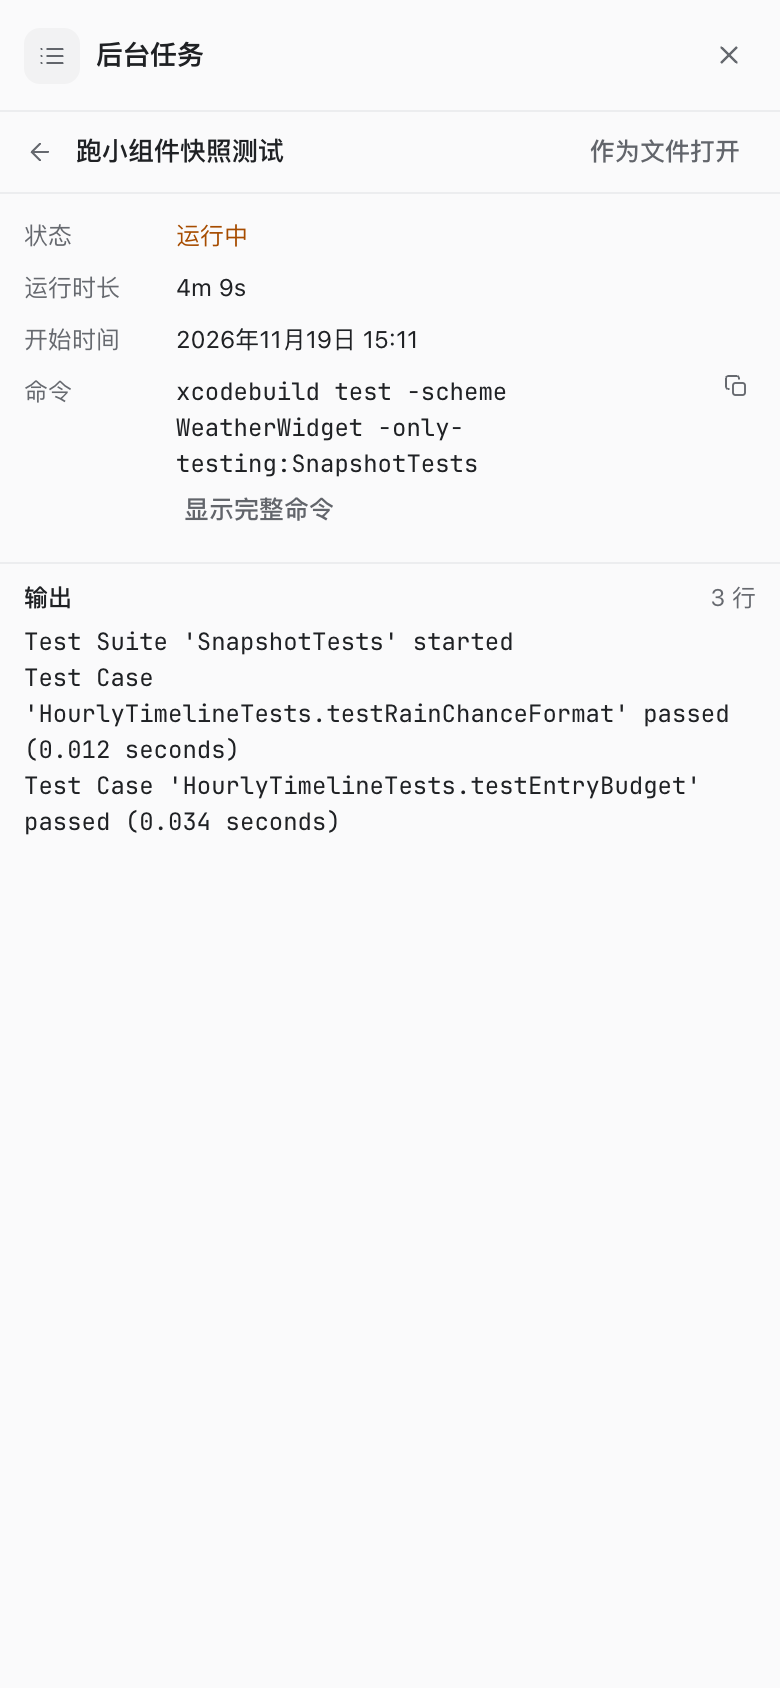 后台任务
跑小组件快照测试
作为文件打开
状态
运行中
运行时长
4m 9s
开始时间
2026年11月19日 15:11
命令
xcodebuild test -scheme
WeatherWidget -only-
testing:SnapshotTests
显示完整命令
输出
3 行
Test Suite 'SnapshotTests' started
Test Case
'HourlyTimelineTests.testRainChanceFormat' passed
(0.012 seconds)
Test Case 'HourlyTimelineTests.testEntryBudget'
passed (0.034 seconds)